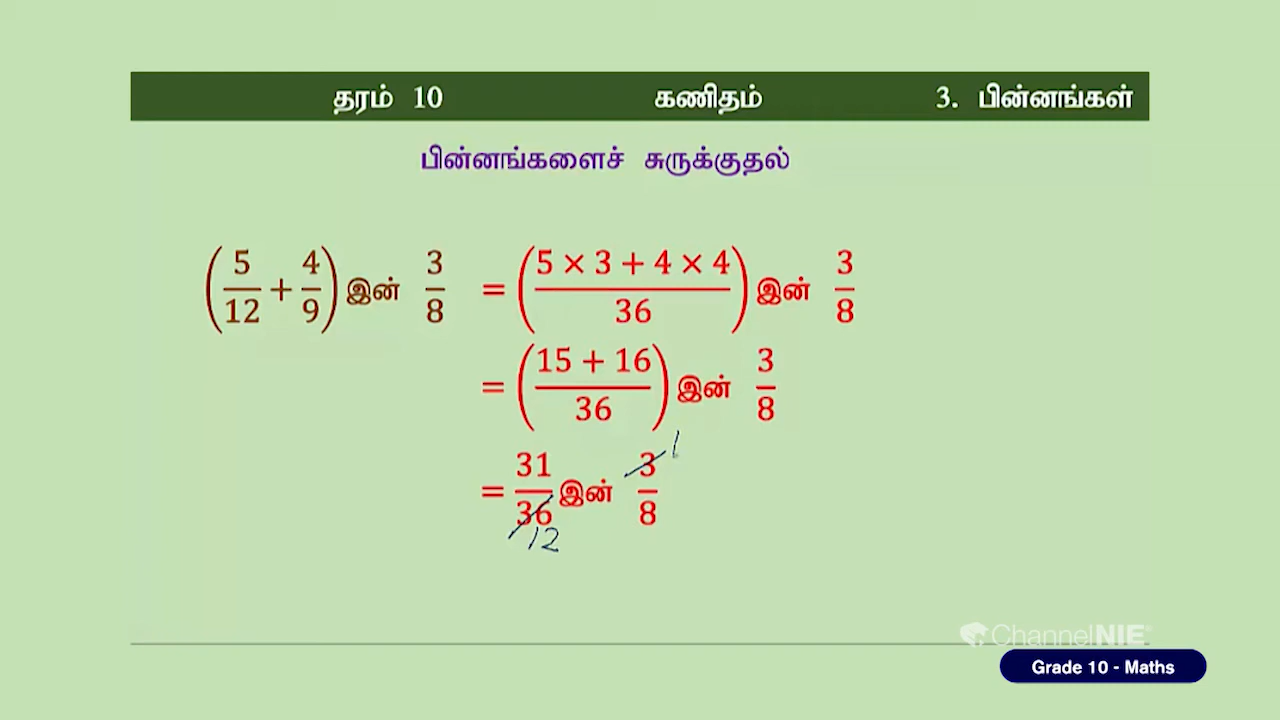 தரம் 10 கணிதம் 3. பின்னங்கள்
பின்னங்களைச் சுருக்குதல்
(5/12 + 4/9) இன் 3/8 = ((5 × 3 + 4 × 4)/36) இன் 3/8
= ((15 + 16)/36) இன் 3/8
= 31/36 இன் 3/8
1
12
ChannelNIE
Grade 10 - Maths